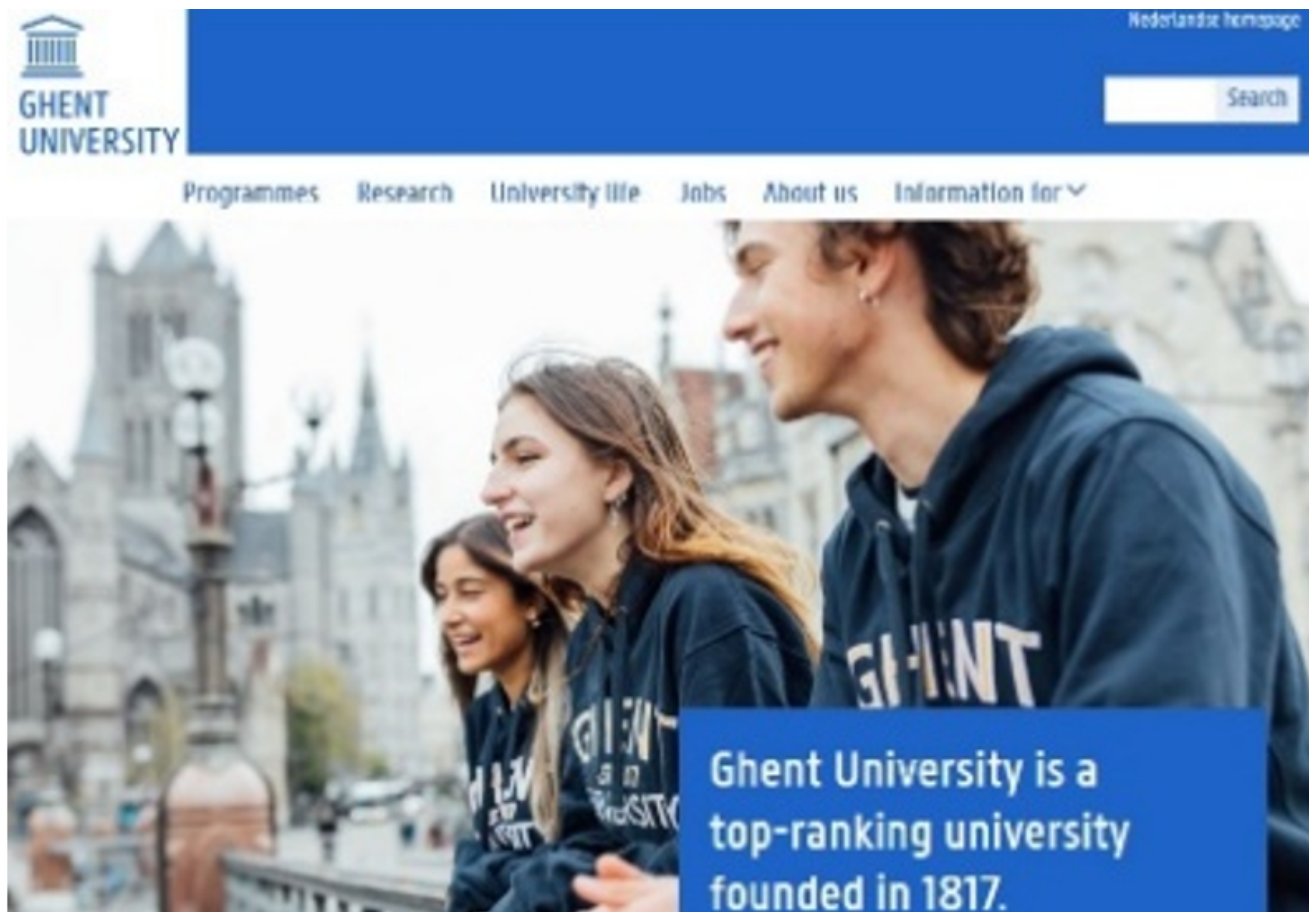 Nederlandse homepage
GHENT
UNIVERSITY
Search
Programmes Research University life Jobs About us Information for
GHENT
GHENT
Ghent University is a
top-ranking university
founded in 1817.